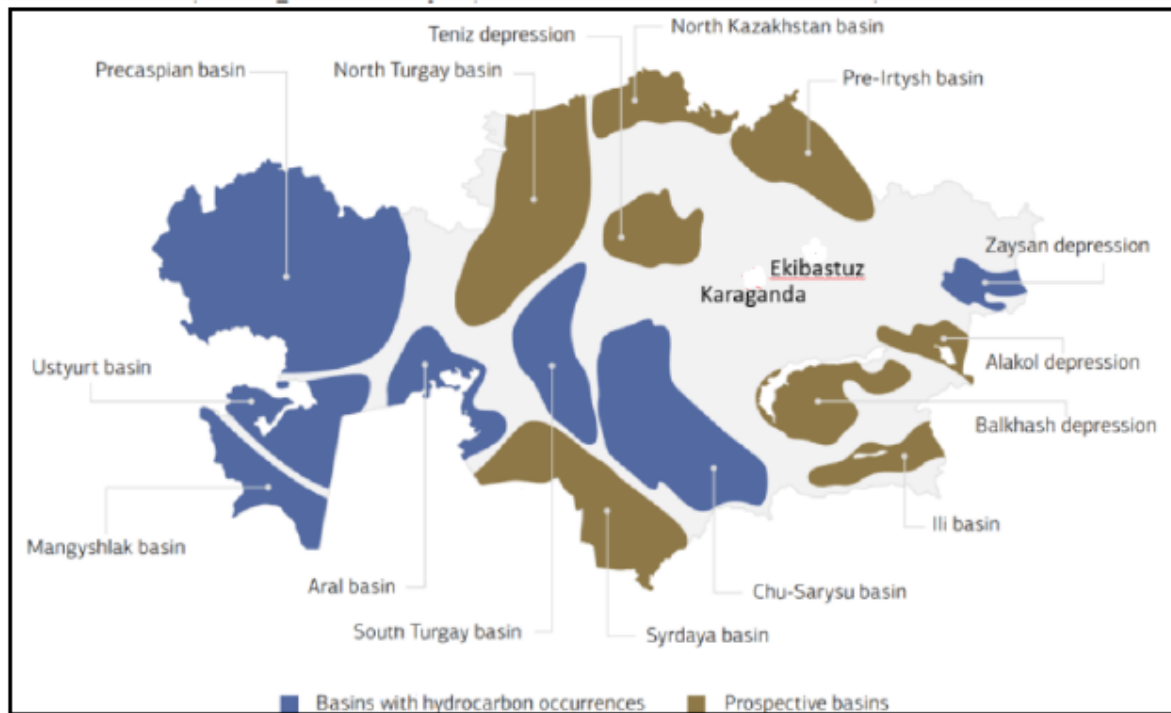 North Kazakhstan basin
Teniz depression
Precaspian basin
North Turgay basin
Pre-Irtysh basin
Zaysan depression
Ekibastuz
Karaganda
Ustyurt basin
Alakol depression
Balkhash depression
Ili basin
Mangyshlak basin
Aral basin
Chu-Sarysu basin
South Turgay basin
Syrdaya basin
Basins with hydrocarbon occurrences
Prospective basins